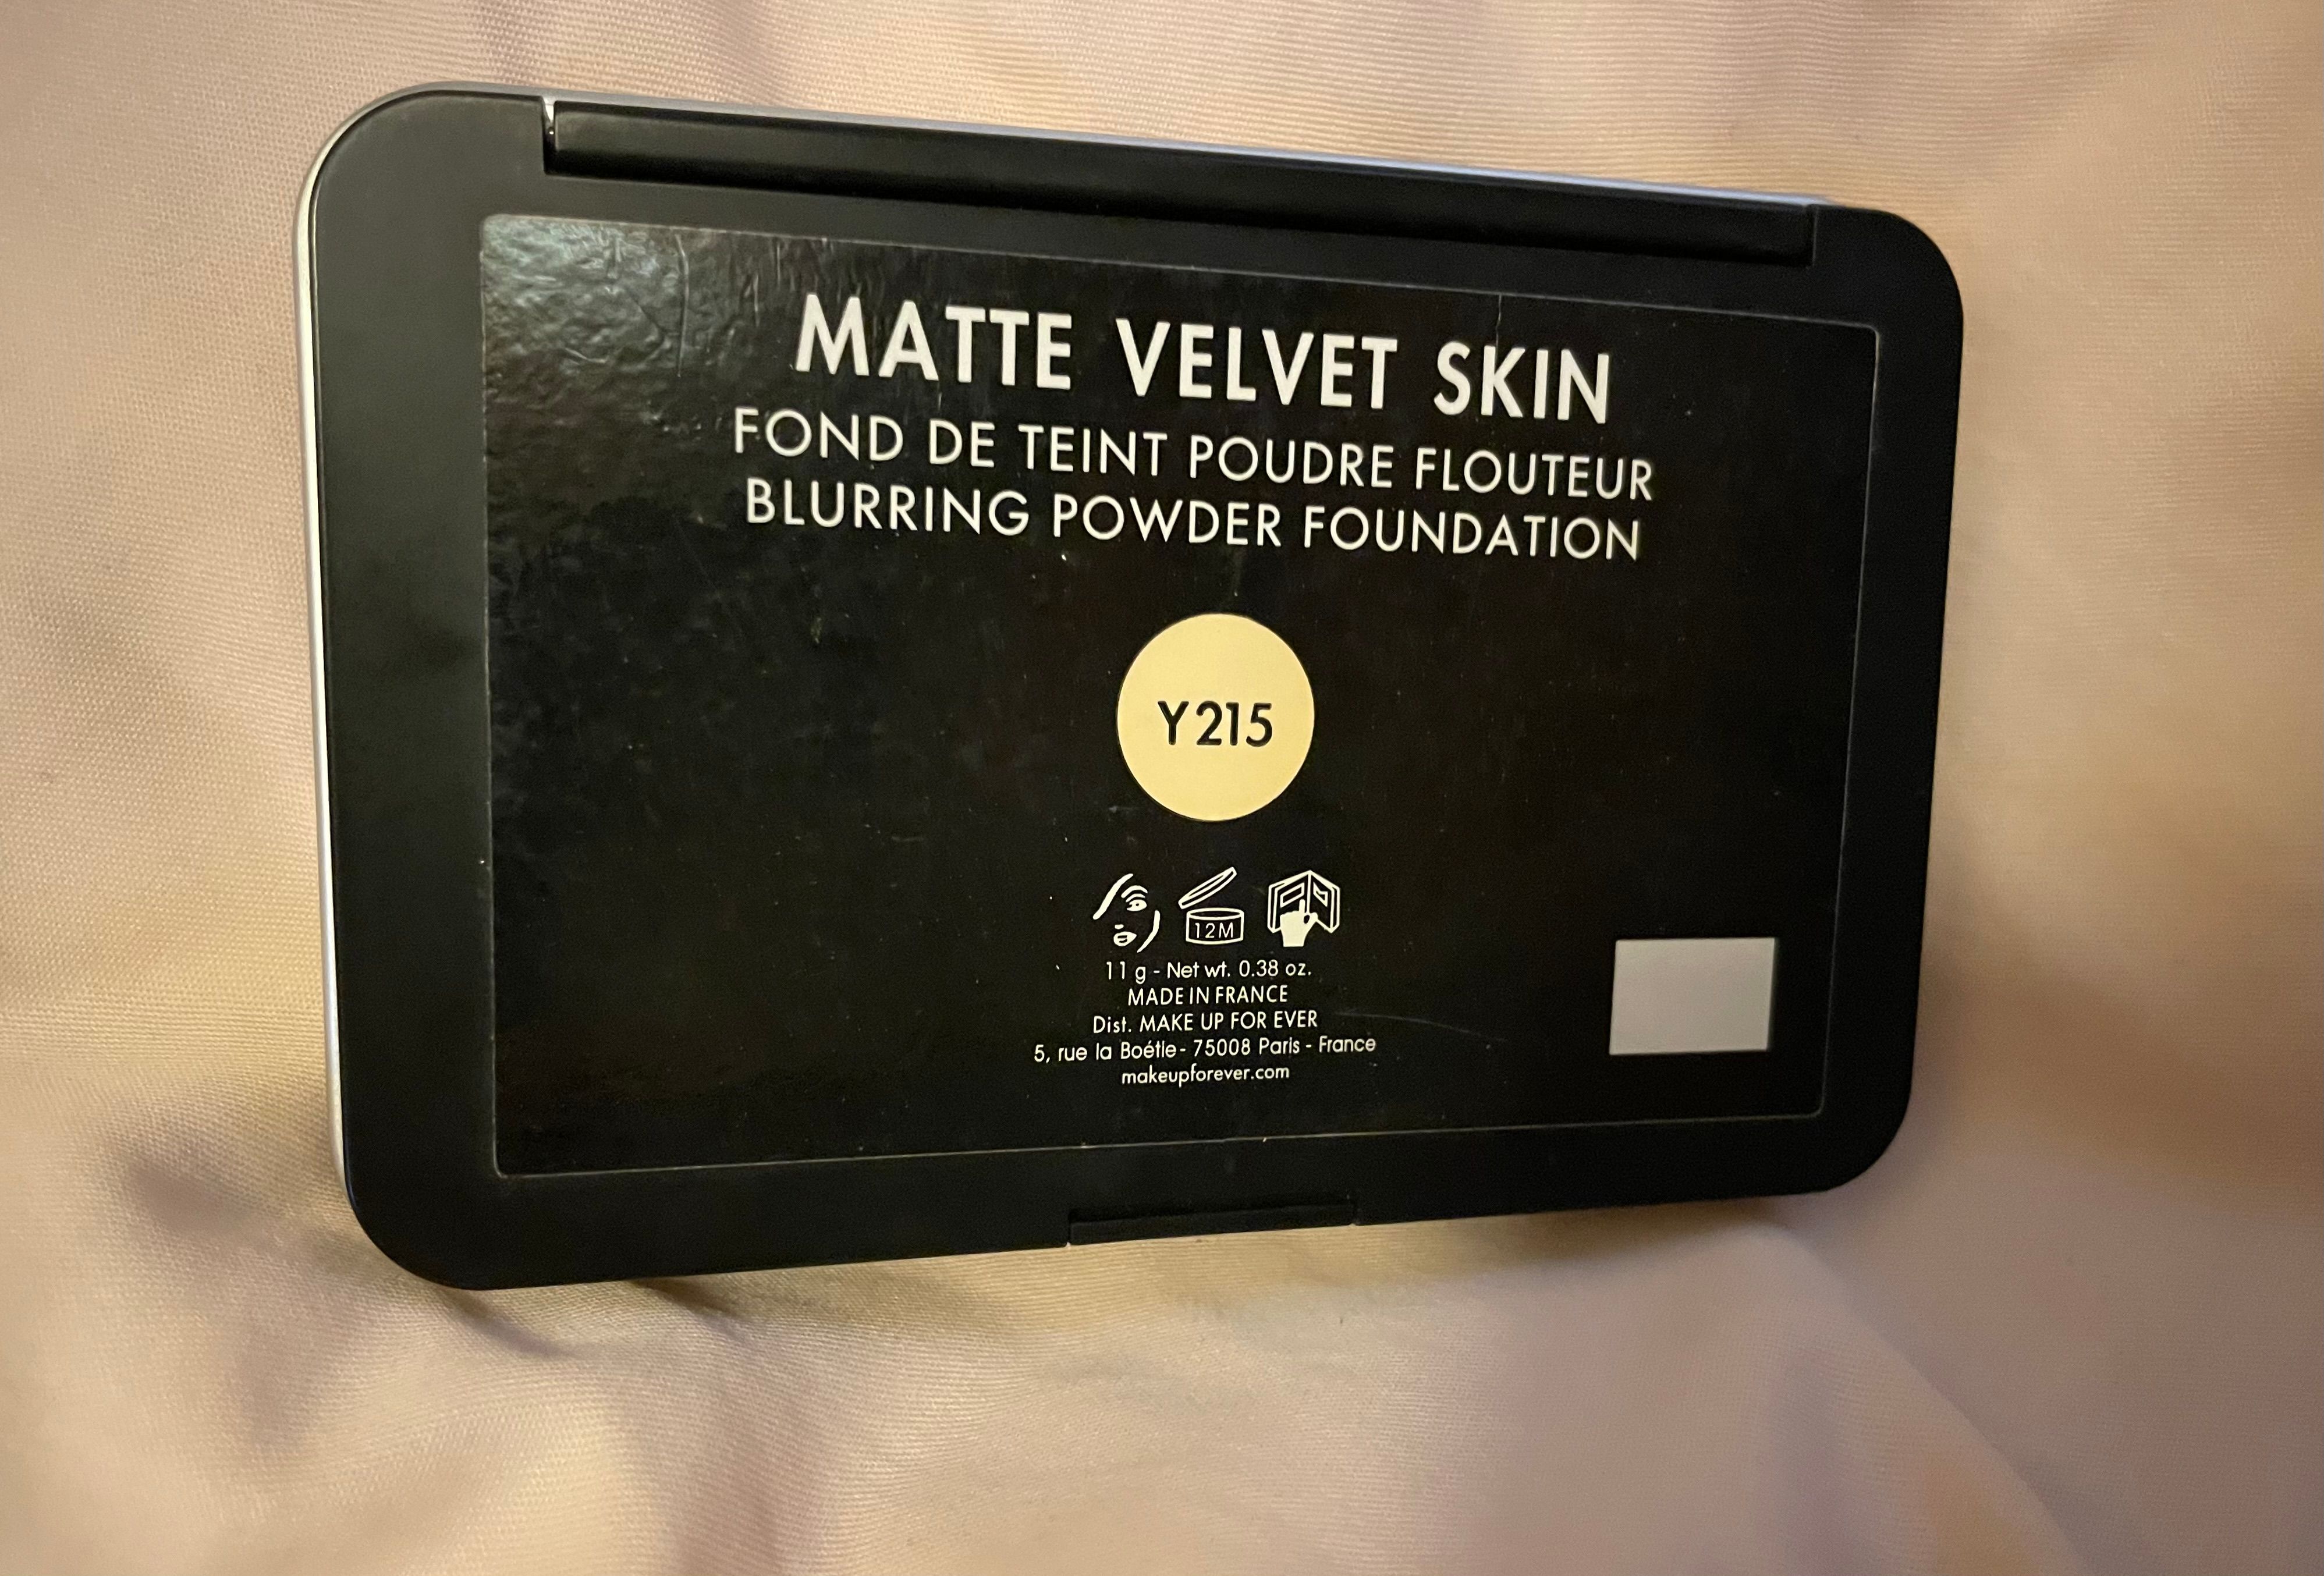 MATTE VELVET SKIN
FOND DE TEINT POUDRE FLOUTEUR
BLURRING POWDER FOUNDATION
Y215
12M
11 g - Net wt. 0.38 oz.
MADE IN FRANCE
Dist. MAKE UP FOR EVER
5, rue la Boétie - 75008 Paris - France
makeupforever.com